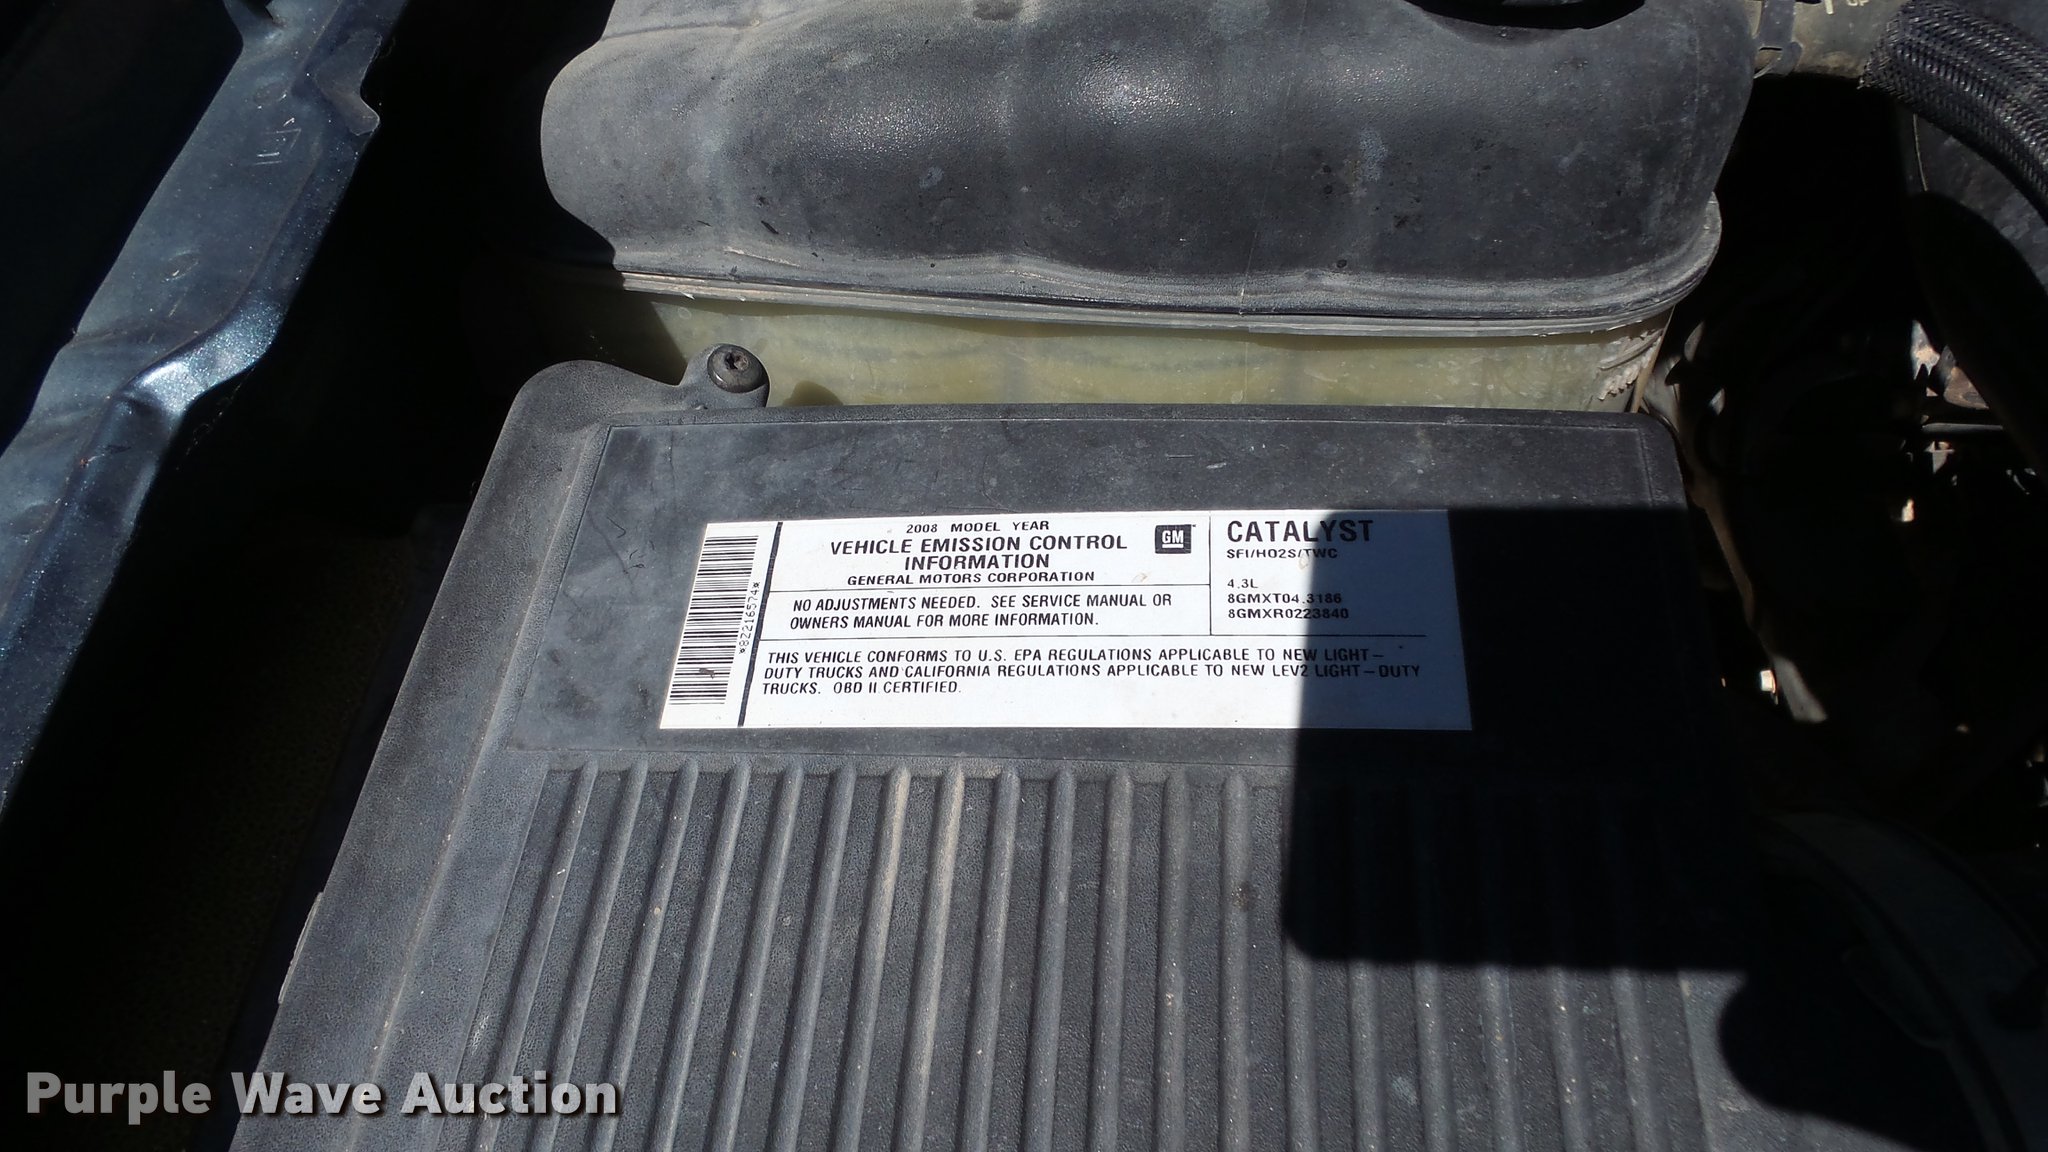 2008 MODEL YEAR
VEHICLE EMISSION CONTROL
INFORMATION
GENERAL MOTORS CORPORATION
GM
NO ADJUSTMENTS NEEDED. SEE SERVICE MANUAL OR
OWNERS MANUAL FOR MORE INFORMATION.
CATALYST
SFI/HO2S/TWC
4.3L
8GMXT04.3186
8GMXR0223840
THIS VEHICLE CONFORMS TO U.S. EPA REGULATIONS APPLICABLE TO NEW LIGHT-
DUTY TRUCKS AND CALIFORNIA REGULATIONS APPLICABLE TO NEW LEV2 LIGHT-DUTY
TRUCKS. OBD II CERTIFIED.
*8Z216574*
Purple Wave Auction